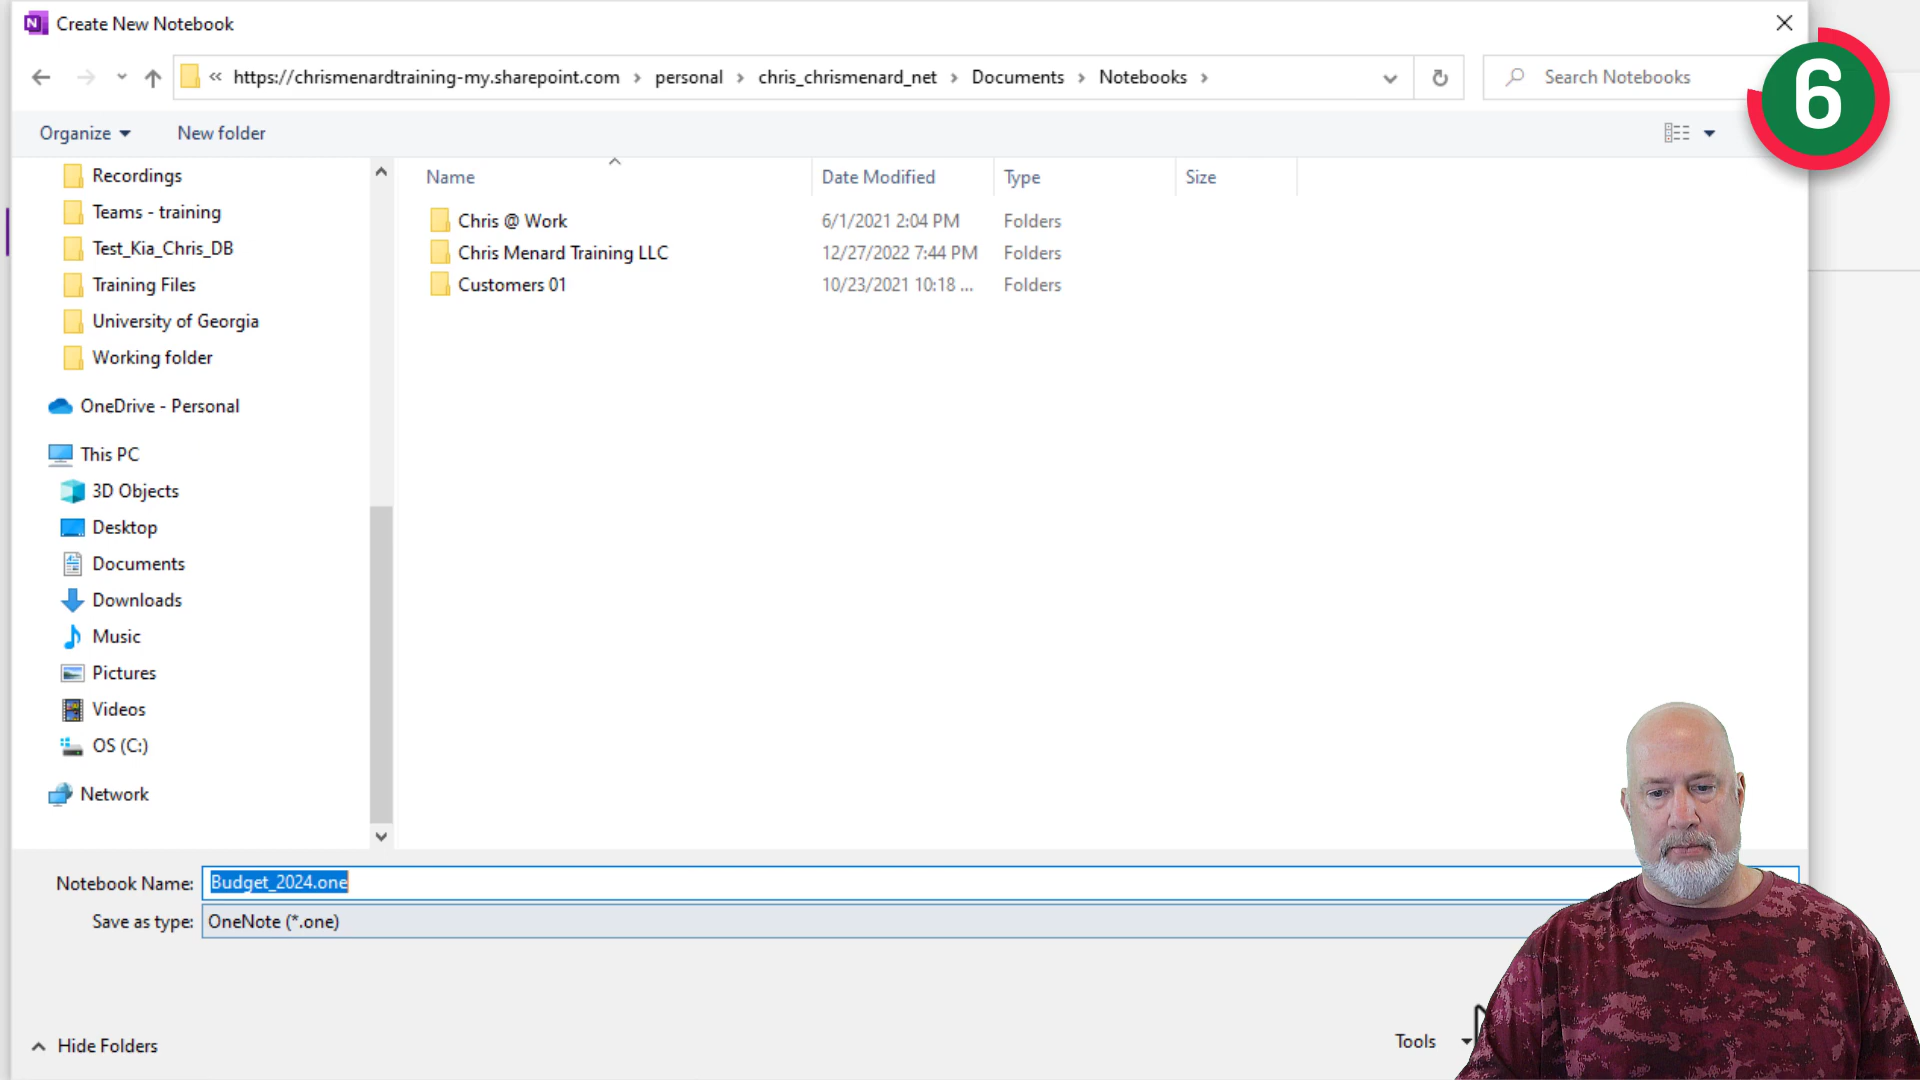 Create New Notebook
« https://chrismenardtraining-my.sharepoint.com › personal › chris_chrismenard_net › Documents › Notebooks ›
Search Notebooks
6
Organize
New folder
Recordings
Teams - training
Test_Kia_Chris_DB
Training Files
University of Georgia
Working folder
OneDrive - Personal
This PC
3D Objects
Desktop
Documents
Downloads
Music
Pictures
Videos
OS (C:)
Network
Name Date Modified Type Size
Chris @ Work 6/1/2021 2:04 PM Folders
Chris Menard Training LLC 12/27/2022 7:44 PM Folders
Customers 01 10/23/2021 10:18 ... Folders
Notebook Name: Budget_2024.one
Save as type: OneNote (*.one)
Hide Folders
Tools